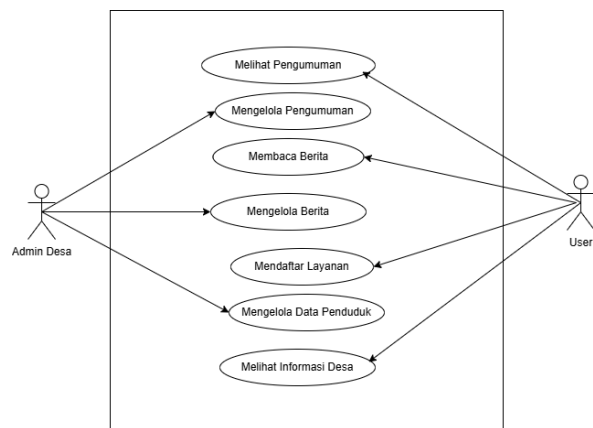 Melihat Pengumuman
Mengelola Pengumuman
Membaca Berita
Mengelola Berita
Admin Desa
User
Mendaftar Layanan
Mengelola Data Penduduk
Melihat Informasi Desa